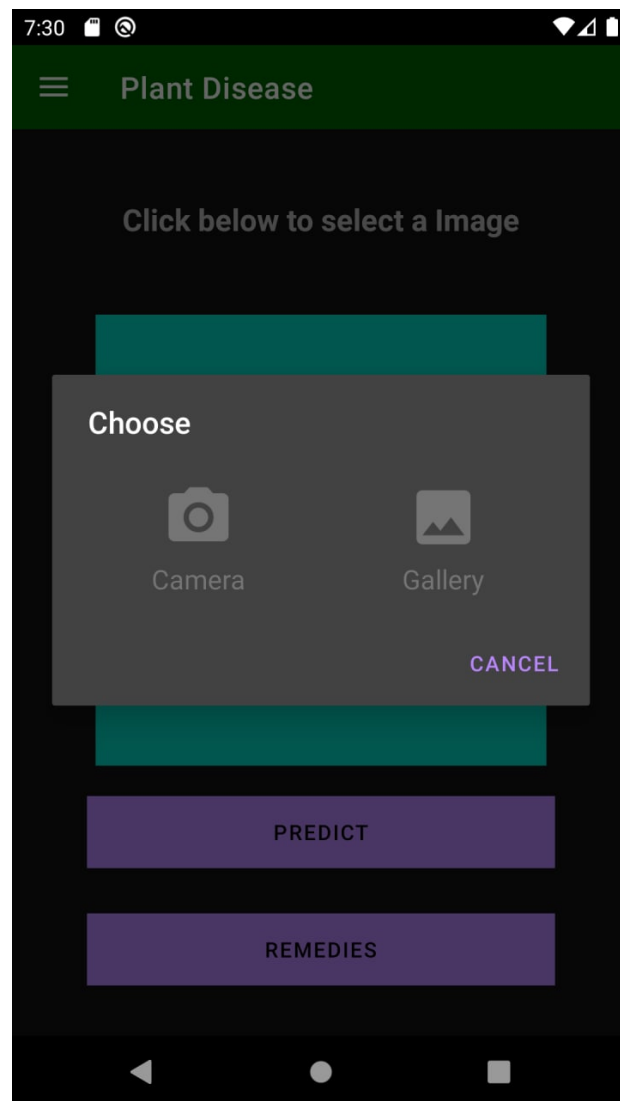 7:30
Plant Disease
Click below to select a Image
Choose
Camera
Gallery
CANCEL
PREDICT
REMEDIES